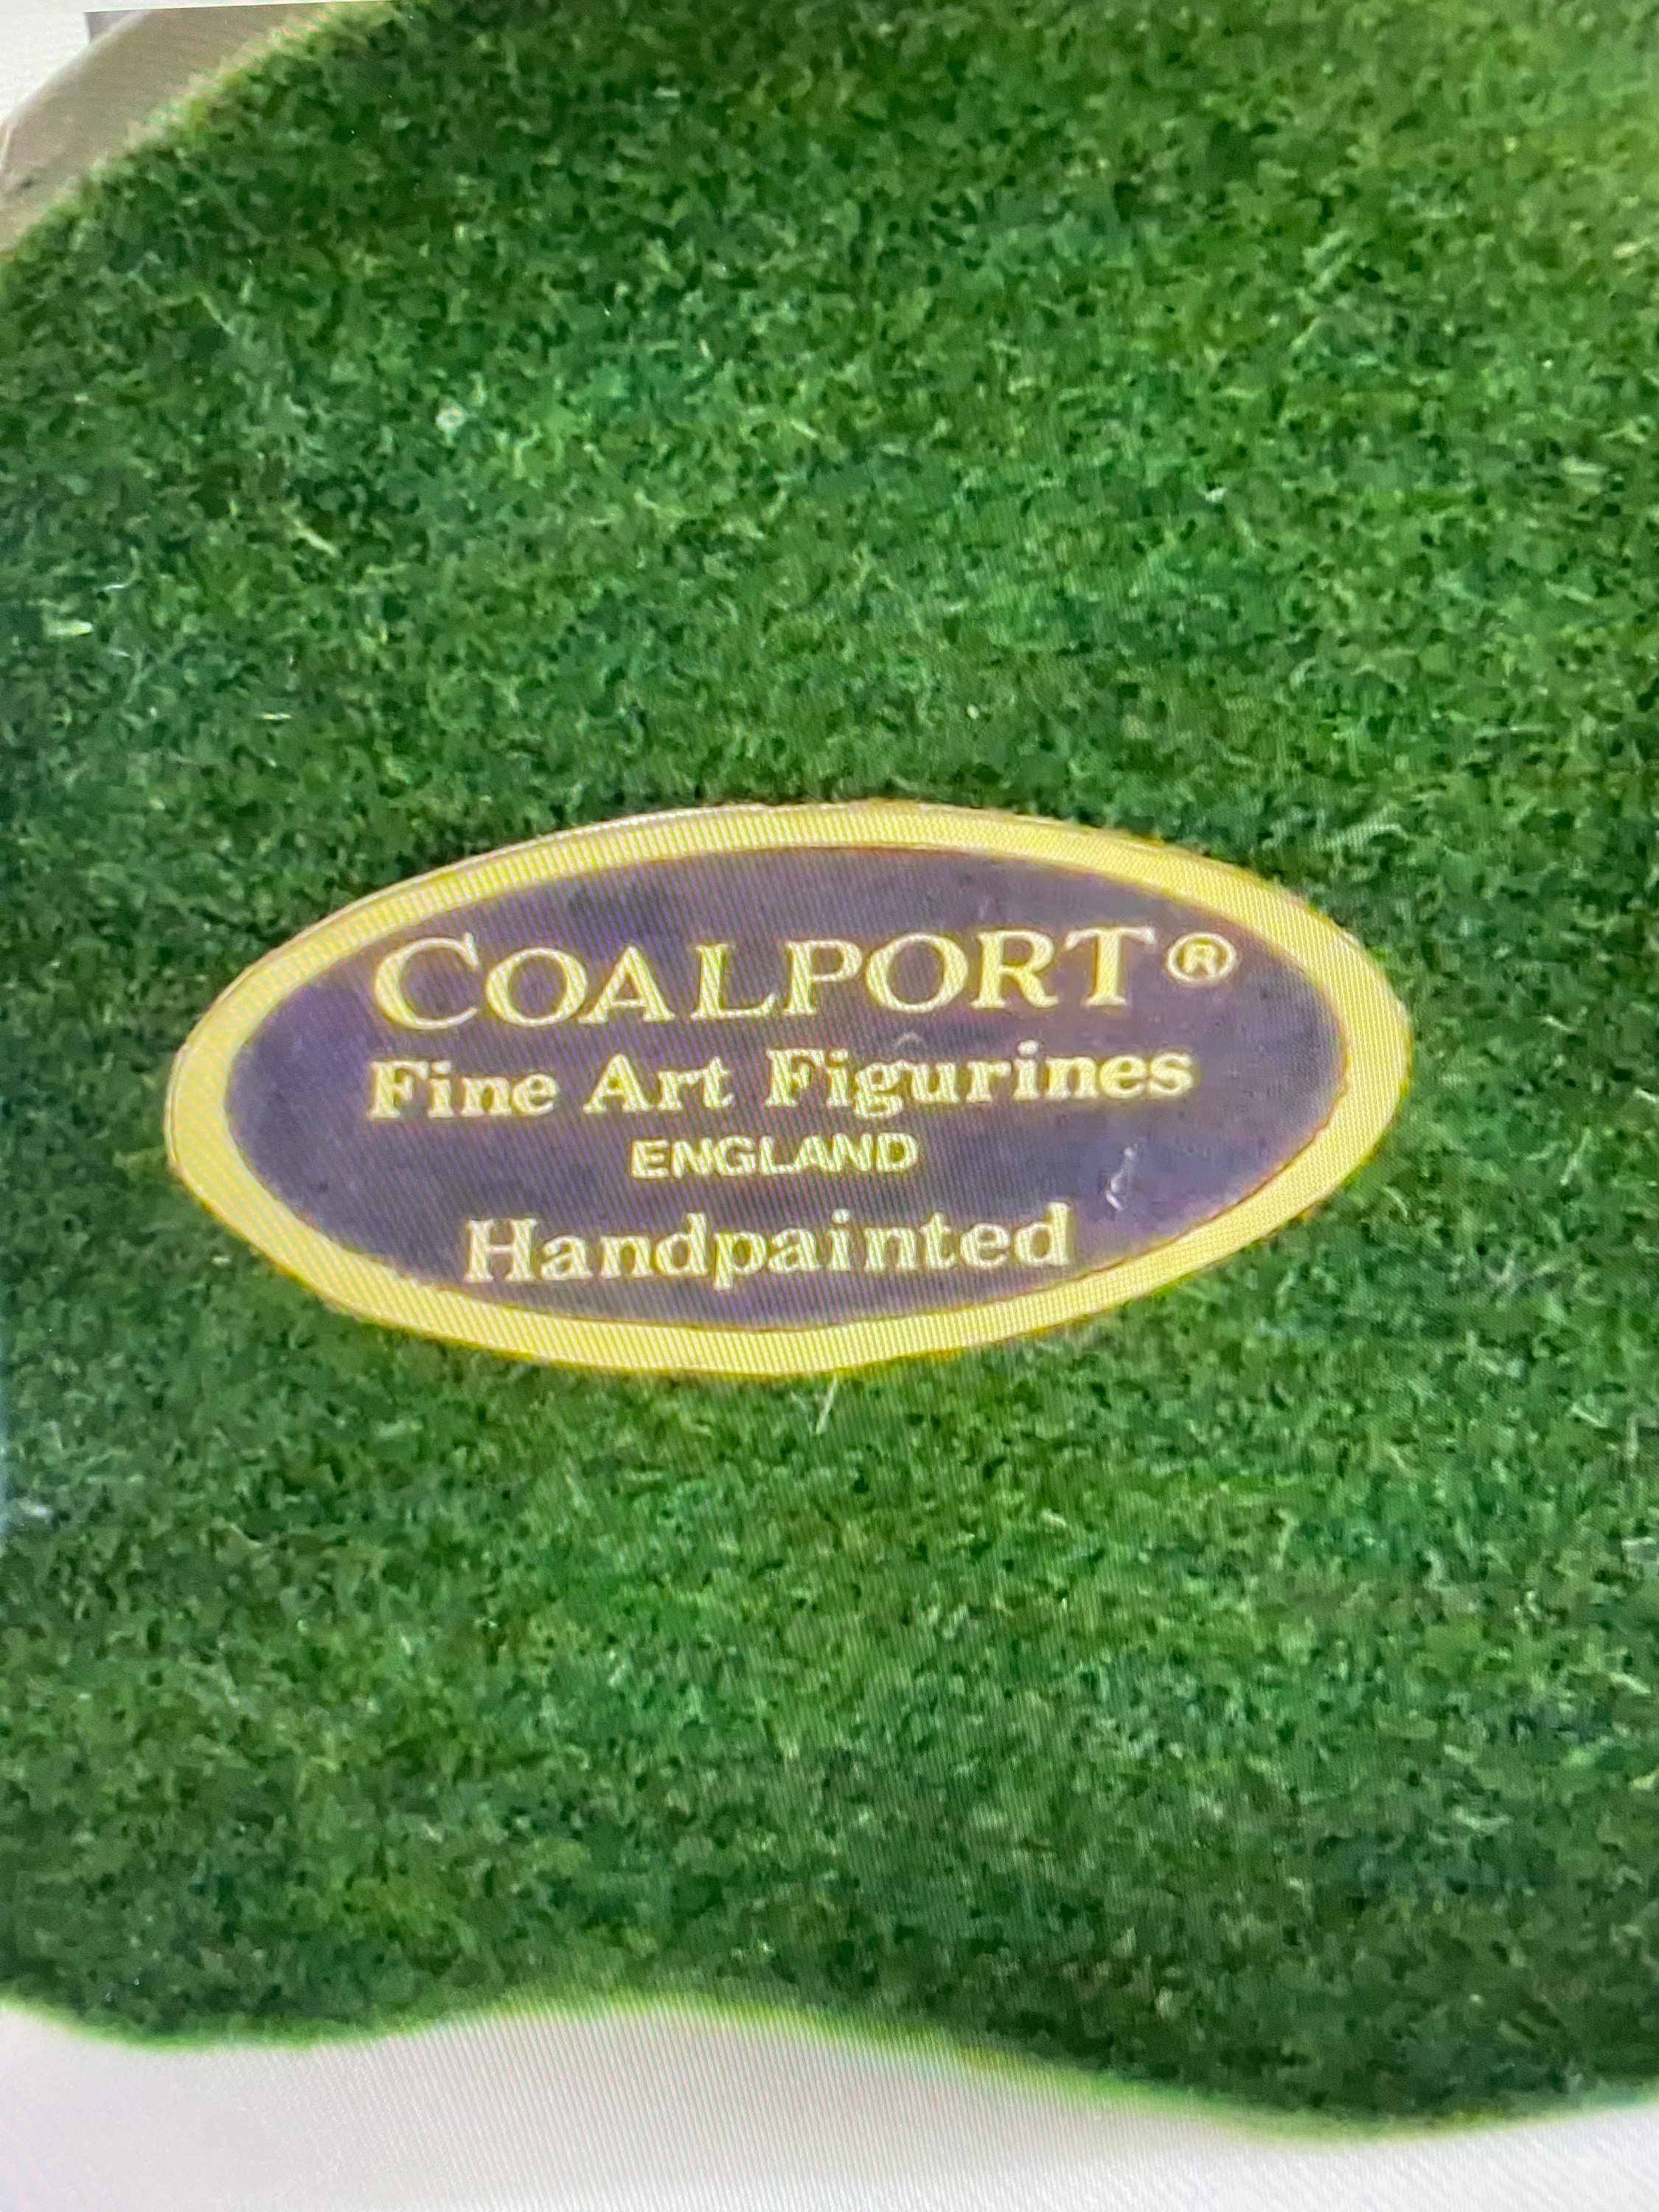 COALPORT®
Fine Art Figurines
ENGLAND
Handpainted